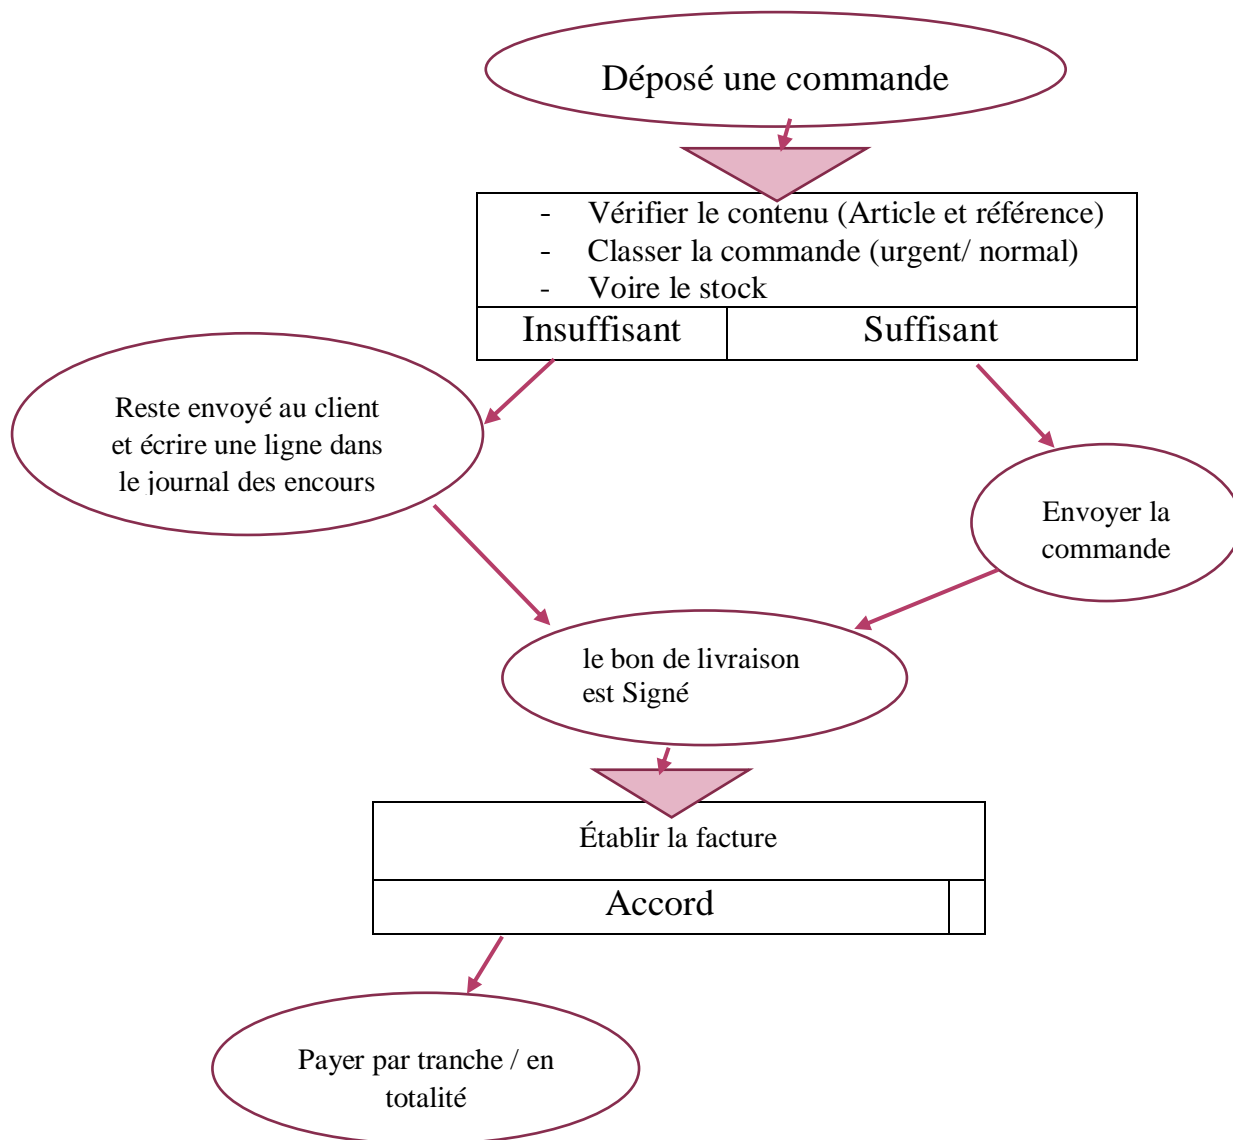 Déposé une commande
- Vérifier le contenu (Article et référence)
- Classer la commande (urgent/ normal)
- Voire le stock
Insuffisant
Suffisant
Reste envoyé au client
et écrire une ligne dans
le journal des encours
Envoyer la
commande
le bon de livraison
est Signé
Établir la facture
Accord
Payer par tranche / en
totalité